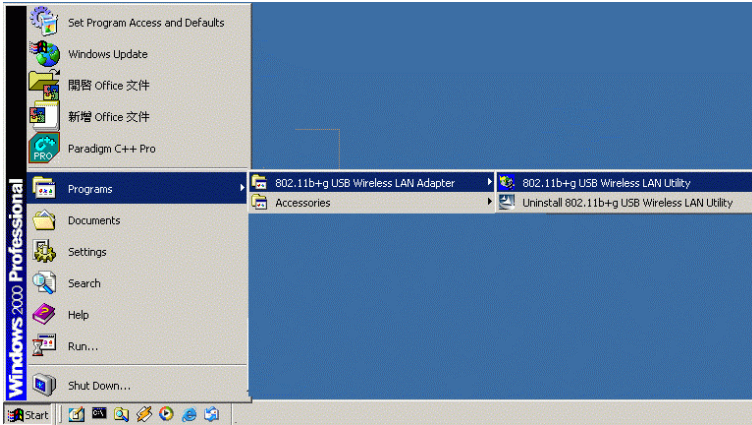 Set Program Access and Defaults
Windows Update
開啓 Office 文件
新增 Office 文件
PRO
Paradigm C++ Pro
Programs
802.11b+g USB Wireless LAN Adapter
802.11b+g USB Wireless LAN Utility
Accessories
Uninstall 802.11b+g USB Wireless LAN Utility
Documents
Settings
Search
Help
Run...
Shut Down...
Windows 2000 Professional
Start